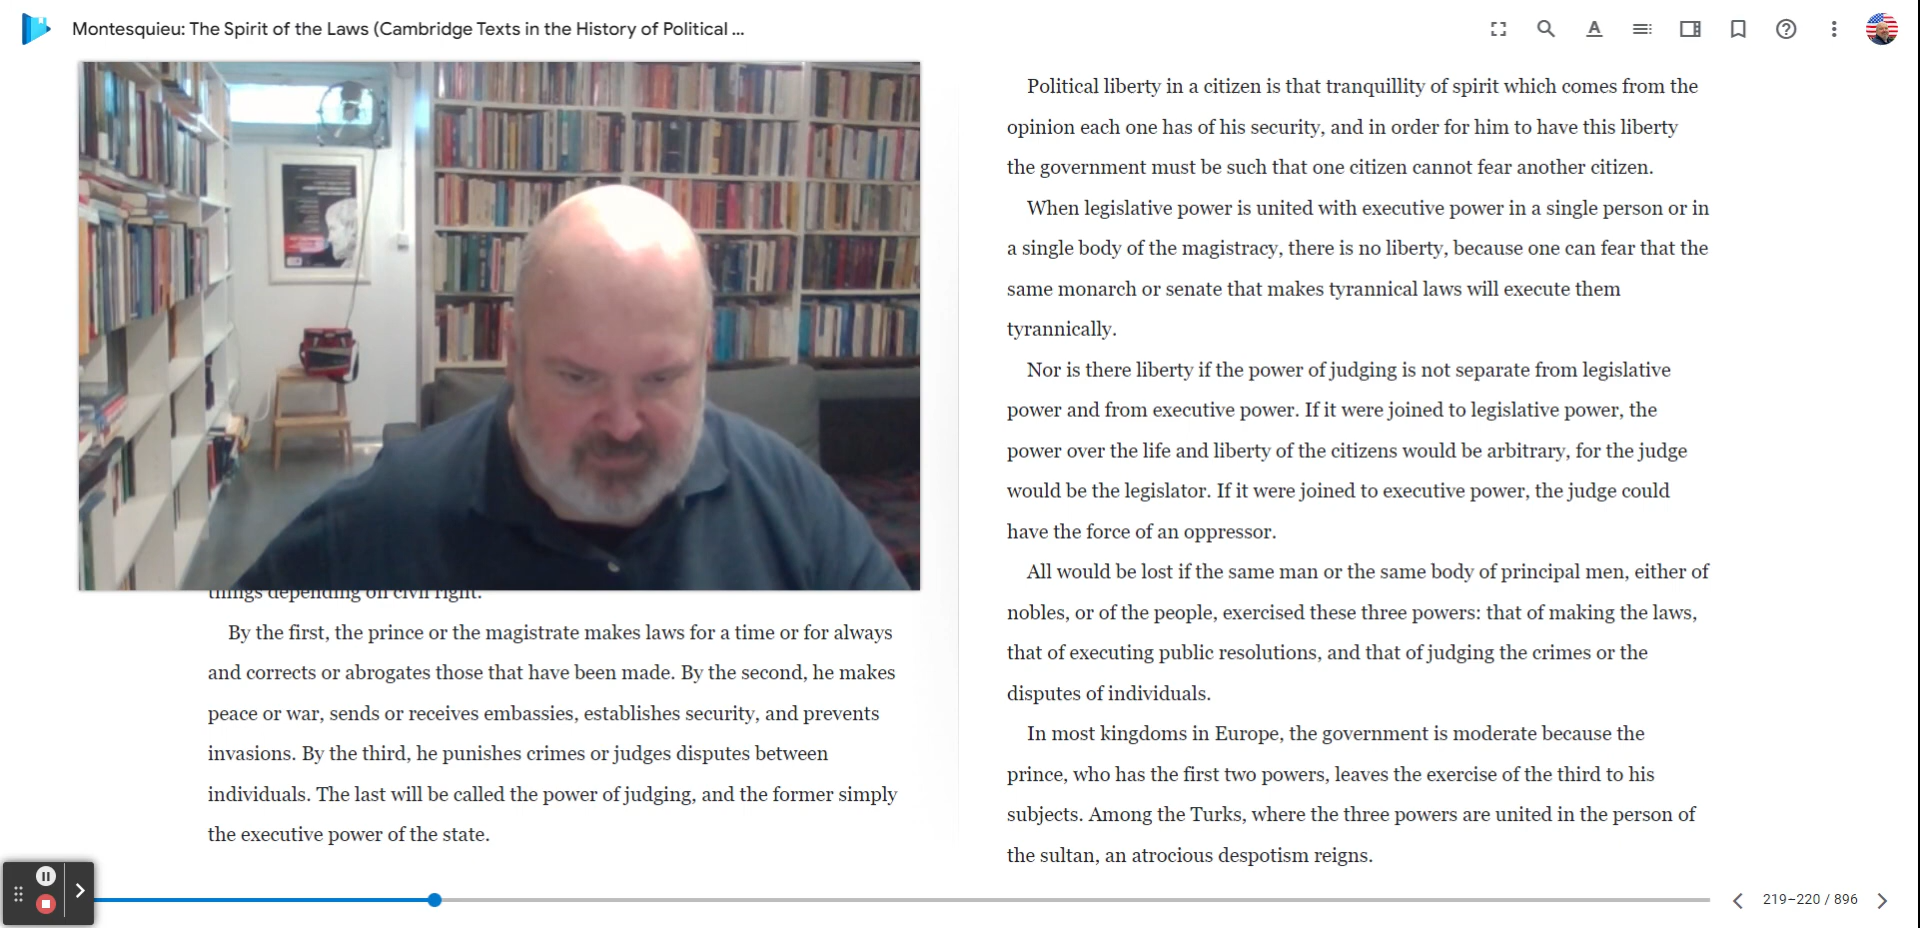 Montesquieu: The Spirit of the Laws (Cambridge Texts in the History of Political ...
things depending on civil right.
By the first, the prince or the magistrate makes laws for a time or for always
and corrects or abrogates those that have been made. By the second, he makes
peace or war, sends or receives embassies, establishes security, and prevents
invasions. By the third, he punishes crimes or judges disputes between
individuals. The last will be called the power of judging, and the former simply
the executive power of the state.
Political liberty in a citizen is that tranquillity of spirit which comes from the
opinion each one has of his security, and in order for him to have this liberty
the government must be such that one citizen cannot fear another citizen.
When legislative power is united with executive power in a single person or in
a single body of the magistracy, there is no liberty, because one can fear that the
same monarch or senate that makes tyrannical laws will execute them
tyrannically.
Nor is there liberty if the power of judging is not separate from legislative
power and from executive power. If it were joined to legislative power, the
power over the life and liberty of the citizens would be arbitrary, for the judge
would be the legislator. If it were joined to executive power, the judge could
have the force of an oppressor.
All would be lost if the same man or the same body of principal men, either of
nobles, or of the people, exercised these three powers: that of making the laws,
that of executing public resolutions, and that of judging the crimes or the
disputes of individuals.
In most kingdoms in Europe, the government is moderate because the
prince, who has the first two powers, leaves the exercise of the third to his
subjects. Among the Turks, where the three powers are united in the person of
the sultan, an atrocious despotism reigns.
219–220 / 896